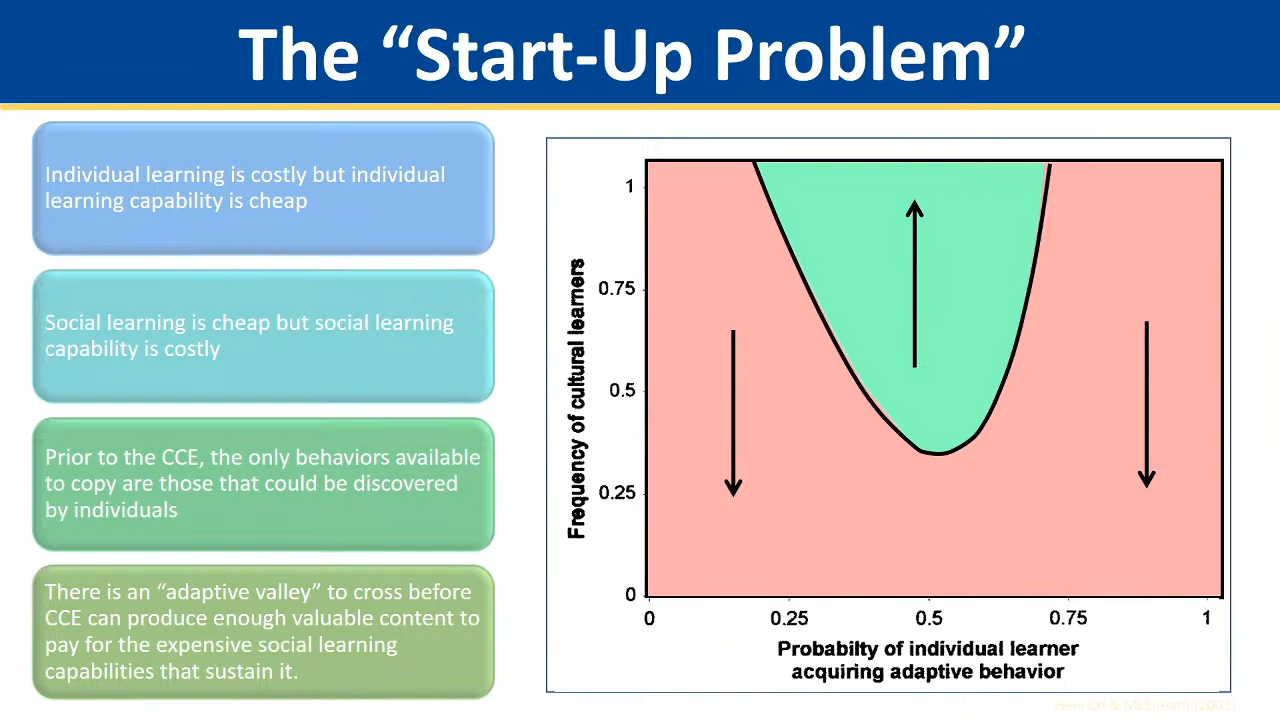 The “Start-Up Problem”
Individual learning is costly but individual
learning capability is cheap
Social learning is cheap but social learning
capability is costly
Prior to the CCE, the only behaviors available
to copy are those that could be discovered
by individuals
There is an “adaptive valley” to cross before
CCE can produce enough valuable content to
pay for the expensive social learning
capabilities that sustain it.
Frequency of cultural learners
1
0.75
0.5
0.25
0
0 0.25 0.5 0.75 1
Probabilty of individual learner
acquiring adaptive behavior
Henrich & McElreath (2003)